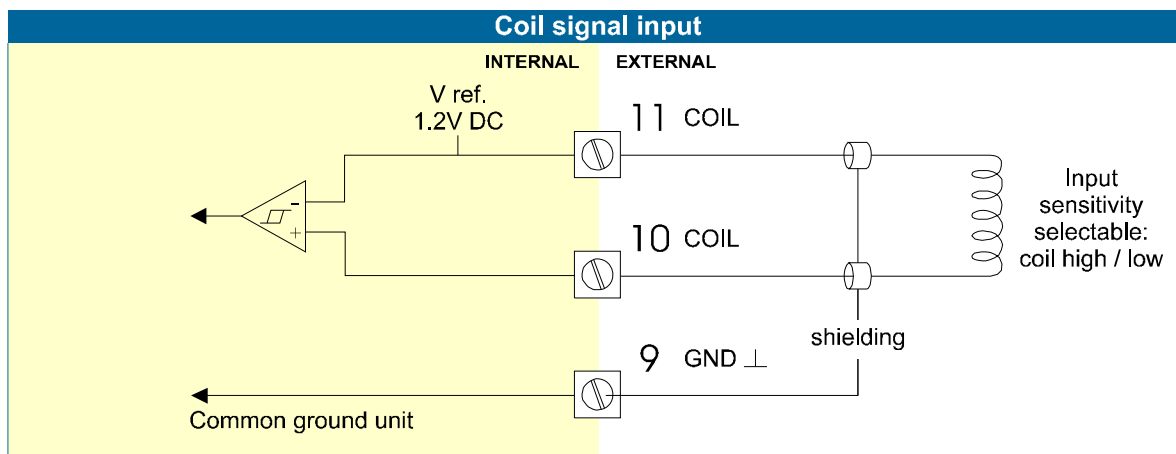 Coil signal input
INTERNAL
EXTERNAL
V ref.
1.2V DC
11 COIL
-
+
10 COIL
Input
sensitivity
selectable:
coil high / low
shielding
9 GND ⊥
Common ground unit